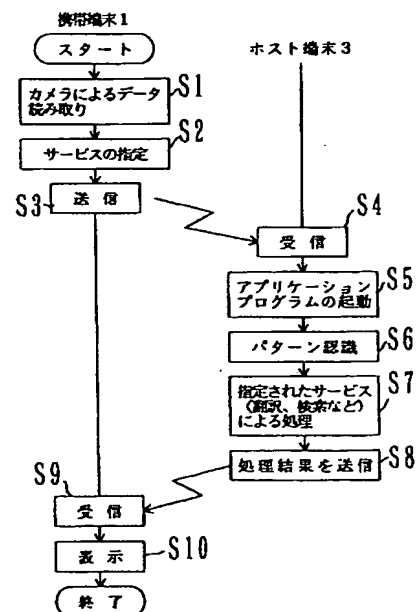 携帯端末1
スタート
ホスト端末3
カメラによるデータ
読み取り
S1
サービスの指定
S2
S3
送信
受信
S4
アプリケーション
プログラムの起動
S5
パターン認識
S6
指定されたサービス
(翻訳、検索など)
による処理
S7
処理結果を送信
S8
S9
受信
表示
S10
終了